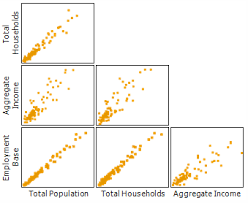 Total
Households
Aggregate
Income
Employment
Base
Total Population
Total Households
Aggregate Income